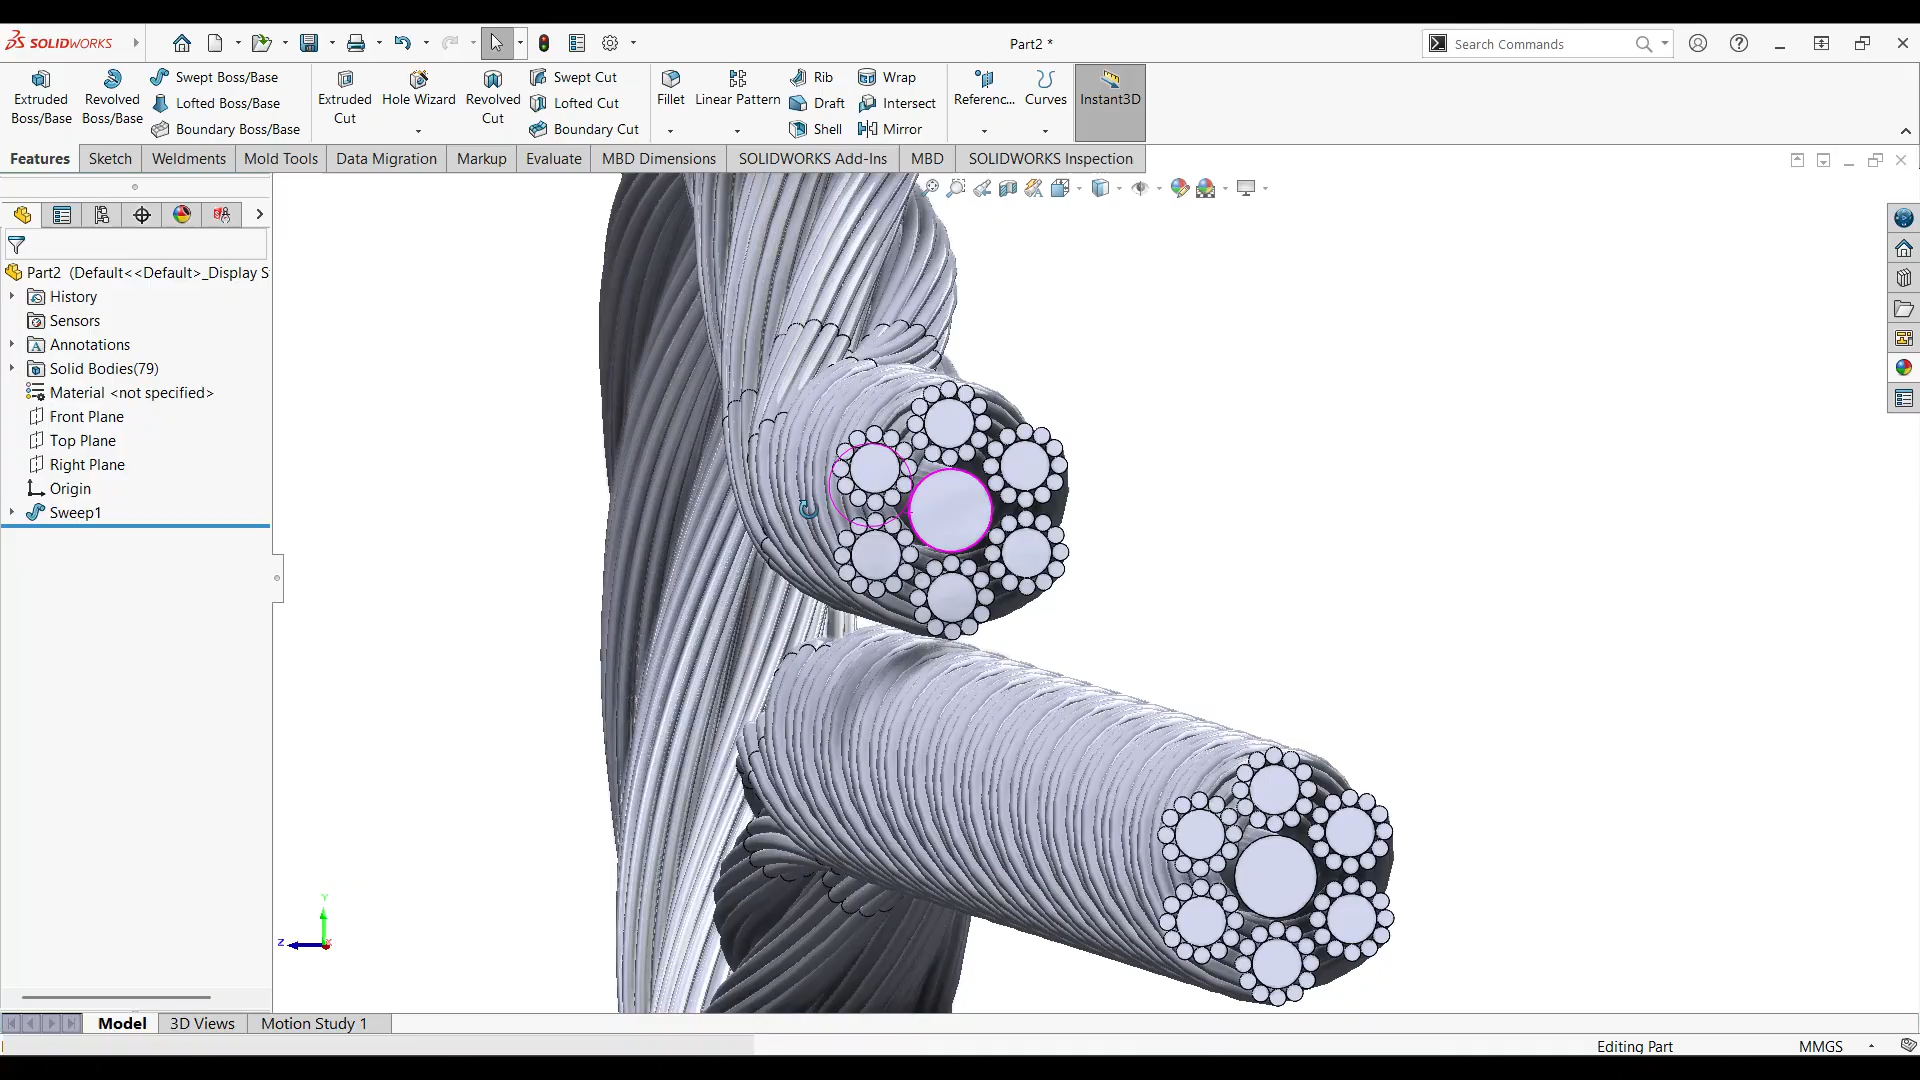 SOLIDWORKS
Part2 *
Search Commands
Extruded Boss/Base
Revolved Boss/Base
Swept Boss/Base
Lofted Boss/Base
Boundary Boss/Base
Extruded Cut
Hole Wizard
Revolved Cut
Swept Cut
Lofted Cut
Boundary Cut
Fillet
Linear Pattern
Rib
Draft
Shell
Wrap
Intersect
Mirror
Referenc...
Curves
Instant3D
Features
Sketch
Weldments
Mold Tools
Data Migration
Markup
Evaluate
MBD Dimensions
SOLIDWORKS Add-Ins
MBD
SOLIDWORKS Inspection
Part2 (Default<<Default>_Display S
History
Sensors
Annotations
Solid Bodies(79)
Material <not specified>
Front Plane
Top Plane
Right Plane
Origin
Sweep1
Y
Z
Model
3D Views
Motion Study 1
Editing Part
MMGS